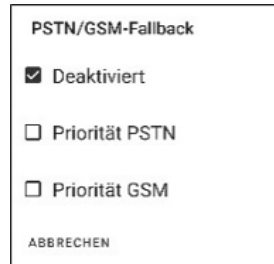 PSTN/GSM-Fallback
Deaktiviert
Priorität PSTN
Priorität GSM
ABBRECHEN